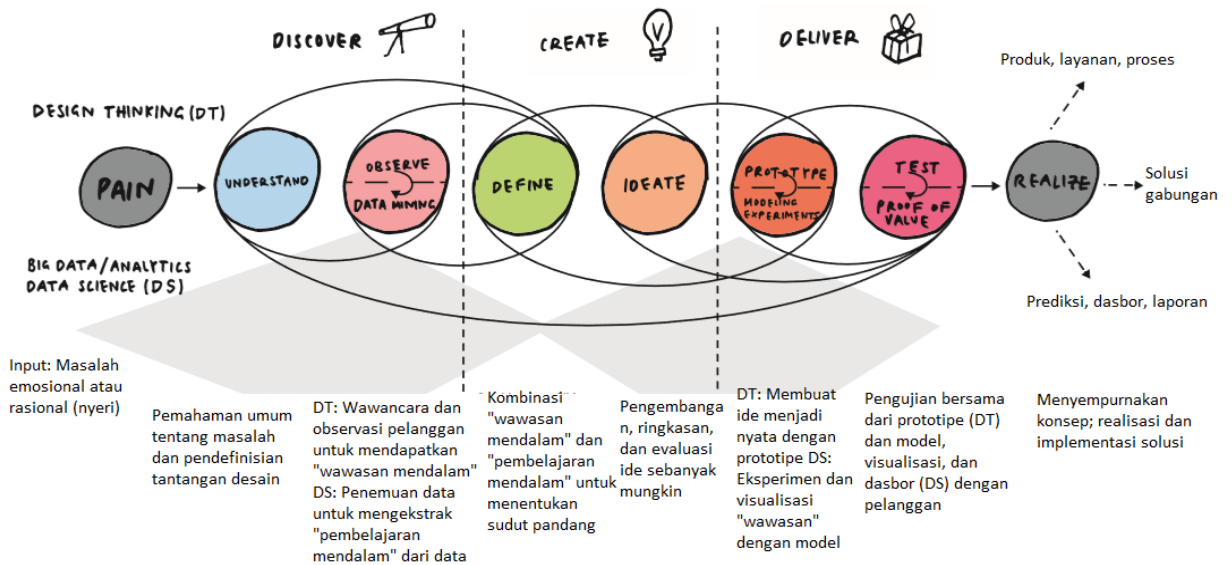 DISCOVER
CREATE
DELIVER
DESIGN THINKING (DT)
BIG DATA/ANALYTICS
DATA SCIENCE (DS)
PAIN
UNDERSTAND
OBSERVE
DATA MINING
DEFINE
IDEATE
PROTOTYPE
MODELING
EXPERIMENTS
TEST
PROOF OF
VALUE
REALIZE
Produk, layanan, proses
Solusi
gabungan
Prediksi, dasbor, laporan
Input: Masalah
emosional atau
rasional (nyeri)
Pemahaman umum
tentang masalah
dan pendefinisian
tantangan desain
DT: Wawancara dan
observasi pelanggan
untuk mendapatkan
"wawasan mendalam"
DS: Penemuan data
untuk mengekstrak
"pembelajaran
mendalam" dari data
Kombinasi
"wawasan
mendalam" dan
"pembelajaran
mendalam" untuk
menentukan
sudut pandang
Pengembanga
n, ringkasan,
dan evaluasi
ide sebanyak
mungkin
DT: Membuat
ide menjadi
nyata dengan
prototipe DS:
Eksperimen dan
visualisasi
"wawasan"
dengan model
Pengujian bersama
dari prototipe (DT)
dan model,
visualisasi, dan
dasbor (DS) dengan
pelanggan
Menyempurnakan
konsep; realisasi dan
implementasi solusi